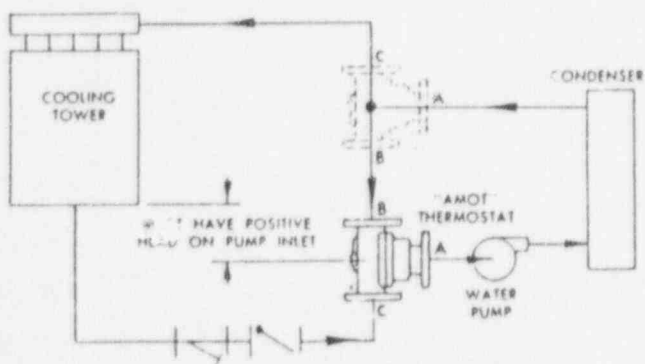 CONDENSER
COOLING
TOWER
C
A
B
HAVE POSITIVE
ON PUMP INLET
B
AMOT
THERMOSTAT
A
WATER
PUMP
C